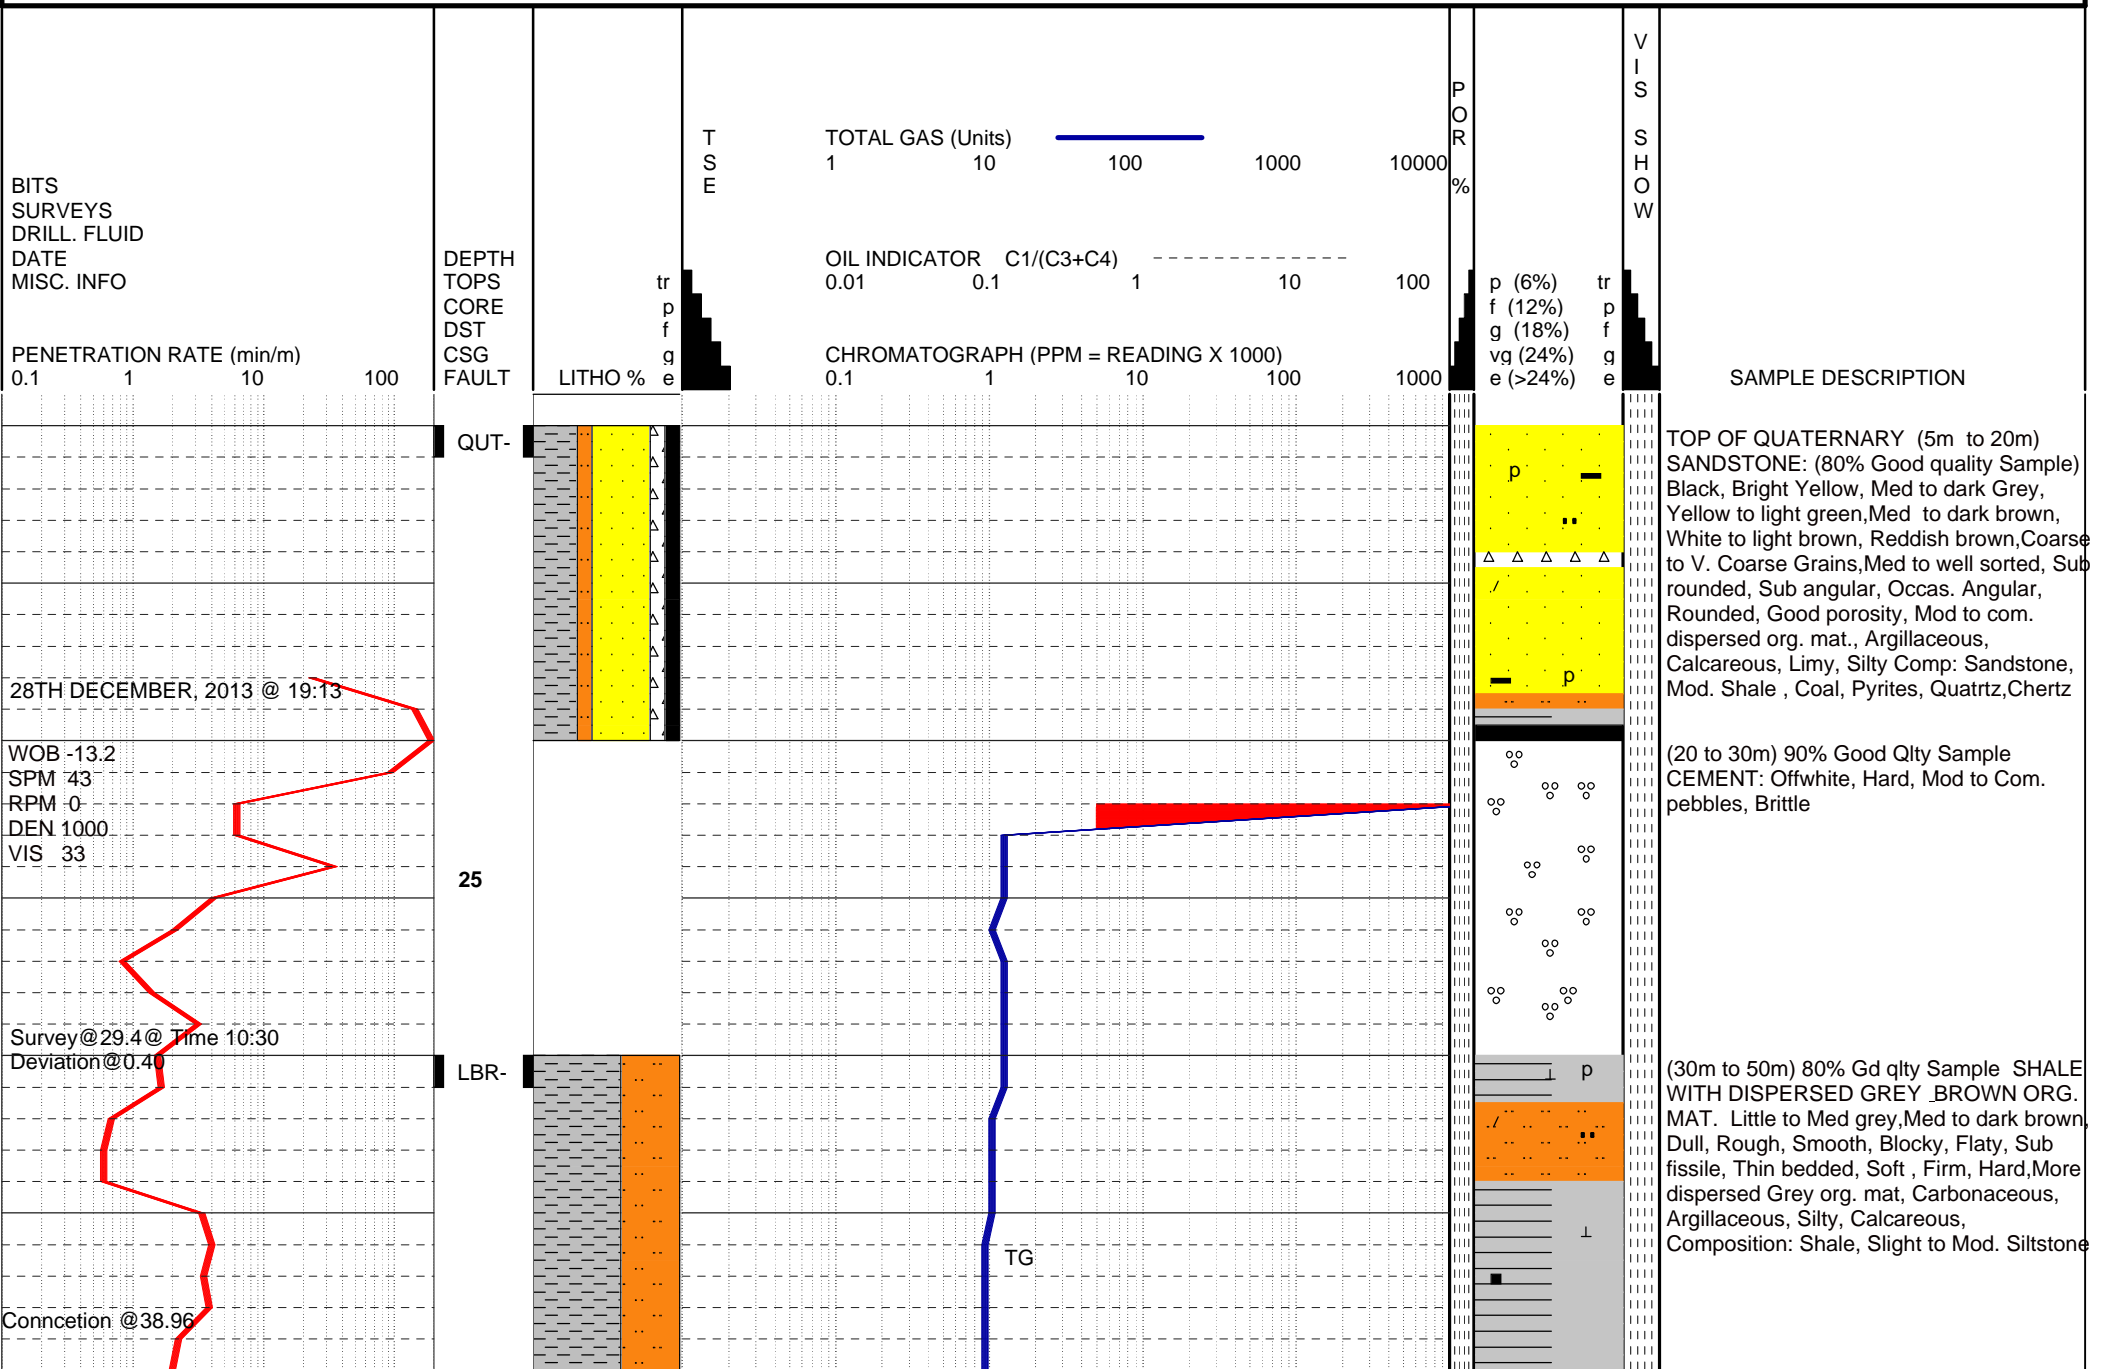 BITS
SURVEYS
DRILL. FLUID
DATE
MISC. INFO
PENETRATION RATE (min/m)
0.1 1 10 100
DEPTH
TOPS
CORE
DST
CSG
FAULT
LITHO %
tr
p
f
g
e
T
S
E
TOTAL GAS (Units)
1 10 100 1000 10000
OIL INDICATOR C1/(C3+C4)
0.01 0.1 1 10 100
CHROMATOGRAPH (PPM = READING X 1000)
0.1 1 10 100 1000
P
O
R
%
p (6%) tr
f (12%) p
g (18%) f
vg (24%) g
e (>24%) e
V
I
S
S
H
O
W
SAMPLE DESCRIPTION
QUT-
p
p
TOP OF QUATERNARY (5m to 20m)
SANDSTONE: (80% Good quality Sample)
Black, Bright Yellow, Med to dark Grey,
Yellow to light green,Med to dark brown,
White to light brown, Reddish brown,Coarse
to V. Coarse Grains,Med to well sorted, Sub
rounded, Sub angular, Occas. Angular,
Rounded, Good porosity, Mod to com.
dispersed org. mat., Argillaceous,
Calcareous, Limy, Silty Comp: Sandstone,
Mod. Shale , Coal, Pyrites, Quatrtz,Chertz
28TH DECEMBER, 2013 @ 19:13
WOB -13.2
SPM 43
RPM 0
DEN 1000
VIS 33
25
(20 to 30m) 90% Good Qlty Sample
CEMENT: Offwhite, Hard, Mod to Com.
pebbles, Brittle
Survey@29.4@ Time 10:30
Deviation@0.40
LBR-
p
(30m to 50m) 80% Gd qlty Sample SHALE
WITH DISPERSED GREY _BROWN ORG.
MAT. Little to Med grey,Med to dark brown,
Dull, Rough, Smooth, Blocky, Flaty, Sub
fissile, Thin bedded, Soft , Firm, Hard,More
dispersed Grey org. mat, Carbonaceous,
Argillaceous, Silty, Calcareous,
Composition: Shale, Slight to Mod. Siltstone
TG
Conncetion @38.96